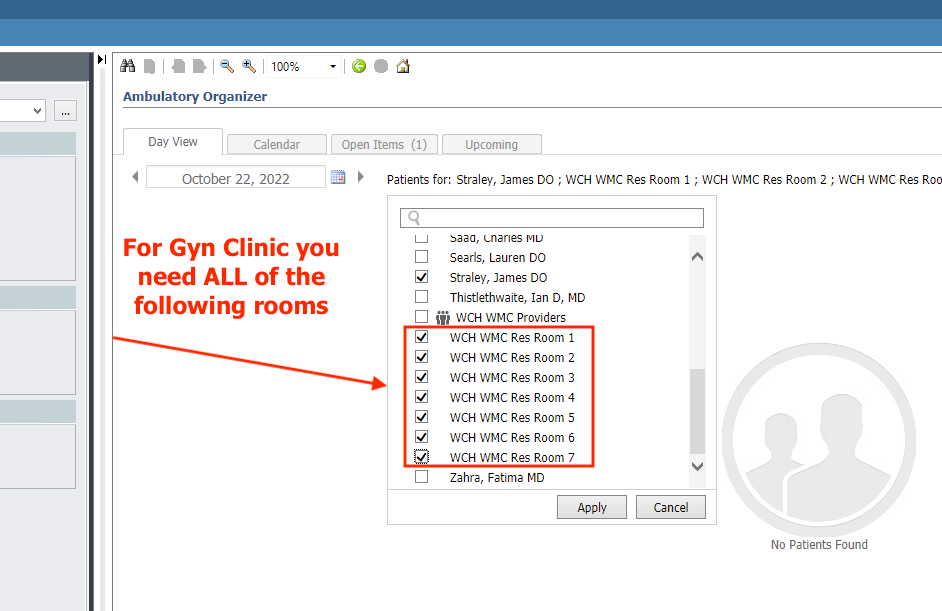 100%
Ambulatory Organizer
Day View
Calendar
Open Items (1)
Upcoming
...
October 22, 2022
Patients for: Straley, James DO ; WCH WMC Res Room 1 ; WCH WMC Res Room 2 ; WCH WMC Res Roo
For Gyn Clinic you
need ALL of the
following rooms
Saad, Charles MD
Searls, Lauren DO
Straley, James DO
Thistlethwaite, Ian D, MD
WCH WMC Providers
WCH WMC Res Room 1
WCH WMC Res Room 2
WCH WMC Res Room 3
WCH WMC Res Room 4
WCH WMC Res Room 5
WCH WMC Res Room 6
WCH WMC Res Room 7
Zahra, Fatima MD
Apply
Cancel
No Patients Found